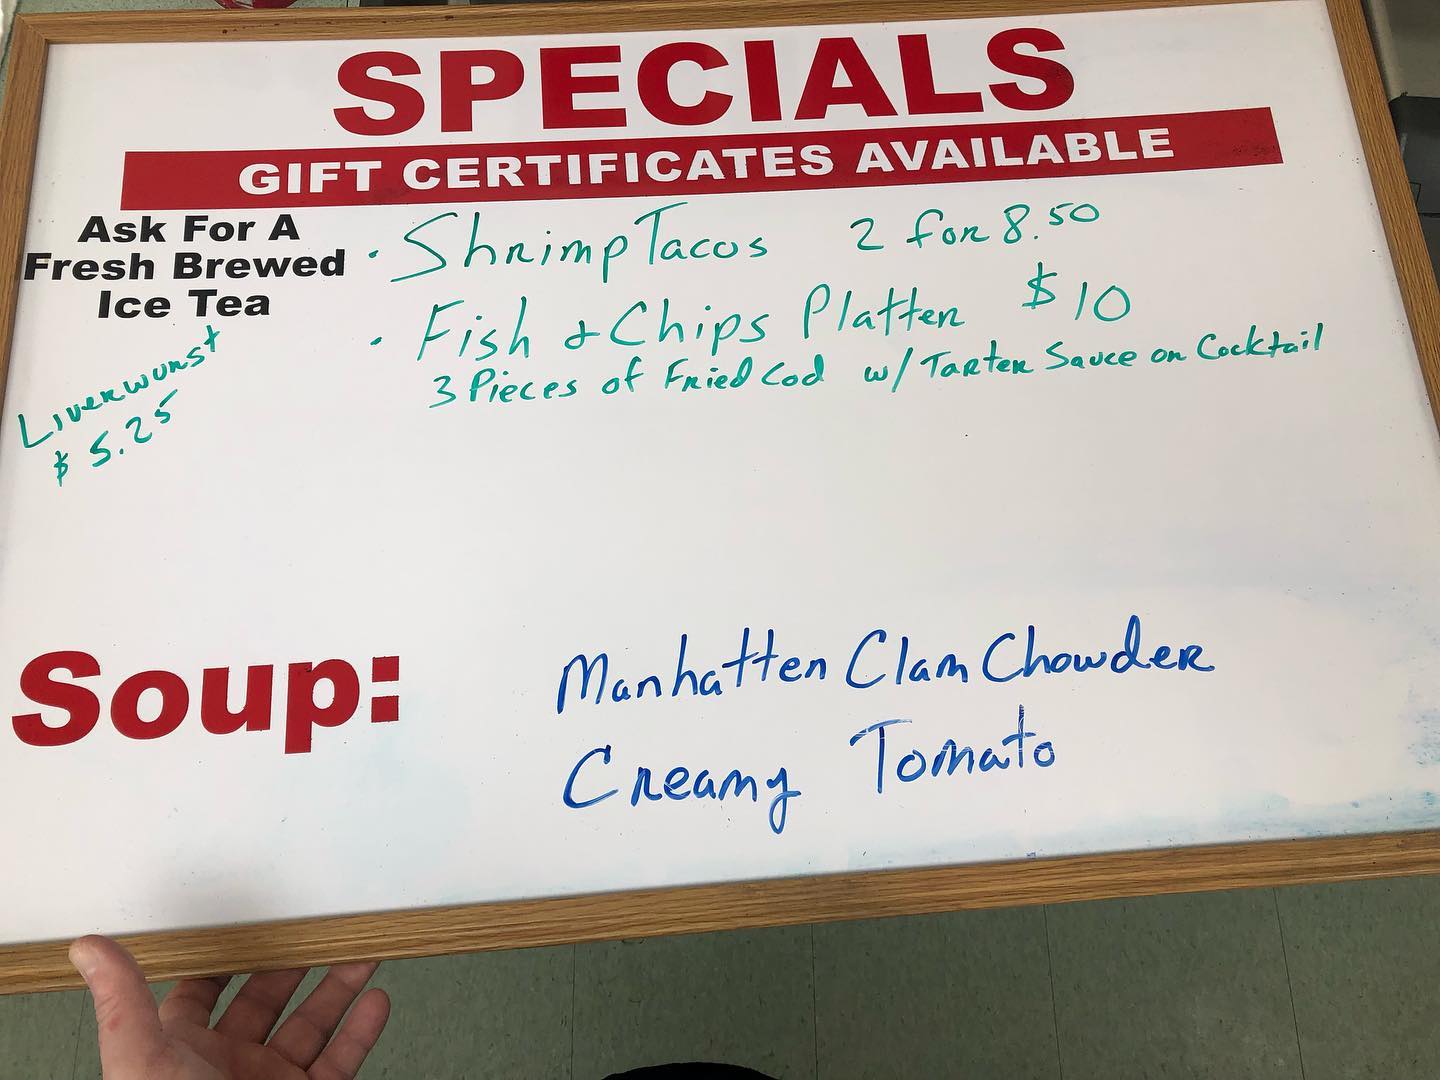 SPECIALS
GIFT CERTIFICATES AVAILABLE
Ask For A
Fresh Brewed
Ice Tea
Liverwurst
$ 5.25
• Shrimp Tacos 2 for 8.50
• Fish & Chips Platter $10
3 Pieces of Fried Cod w/ Tarter Sauce or Cocktail
Soup:
Manhatten Clam Chowder
Creamy Tomato